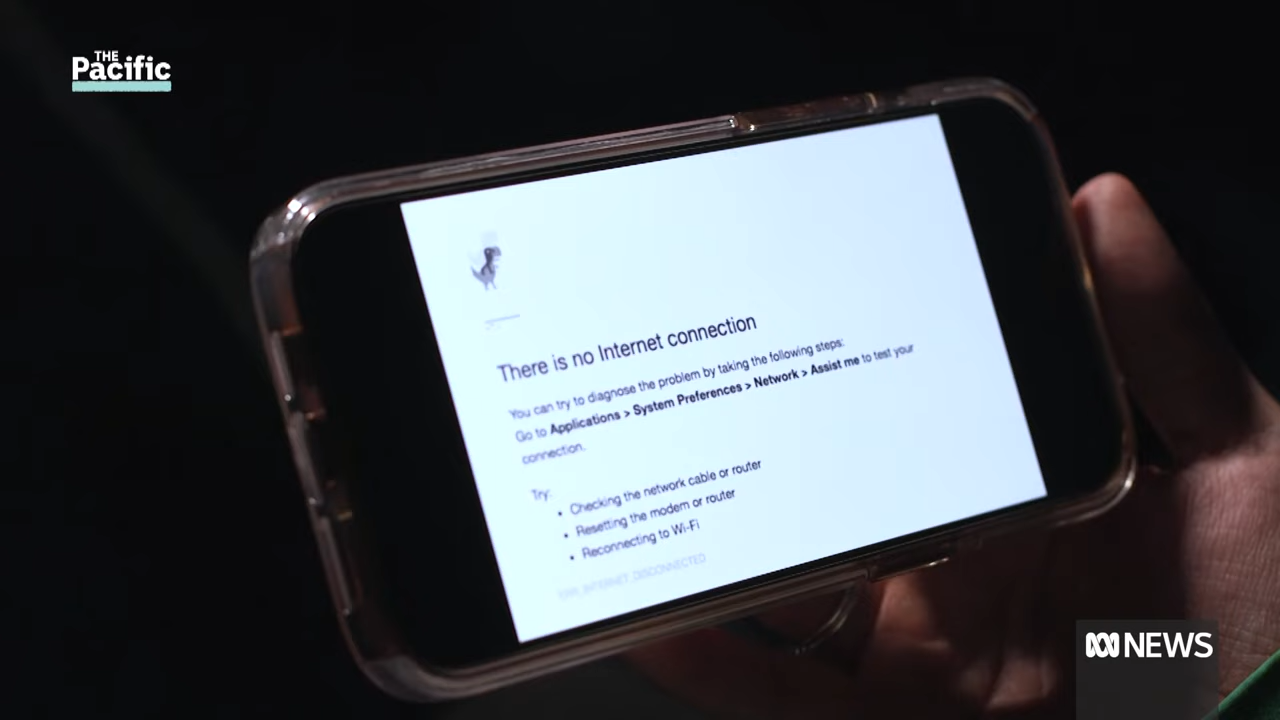 THE
Pacific
There is no Internet connection
You can try to diagnose the problem by taking the following steps:
Go to Applications > System Preferences > Network > Assist me to test your
connection.
Try:
• Checking the network cable or router
• Resetting the modem or router
• Reconnecting to Wi-Fi
ERR_INTERNET_DISCONNECTED
NEWS